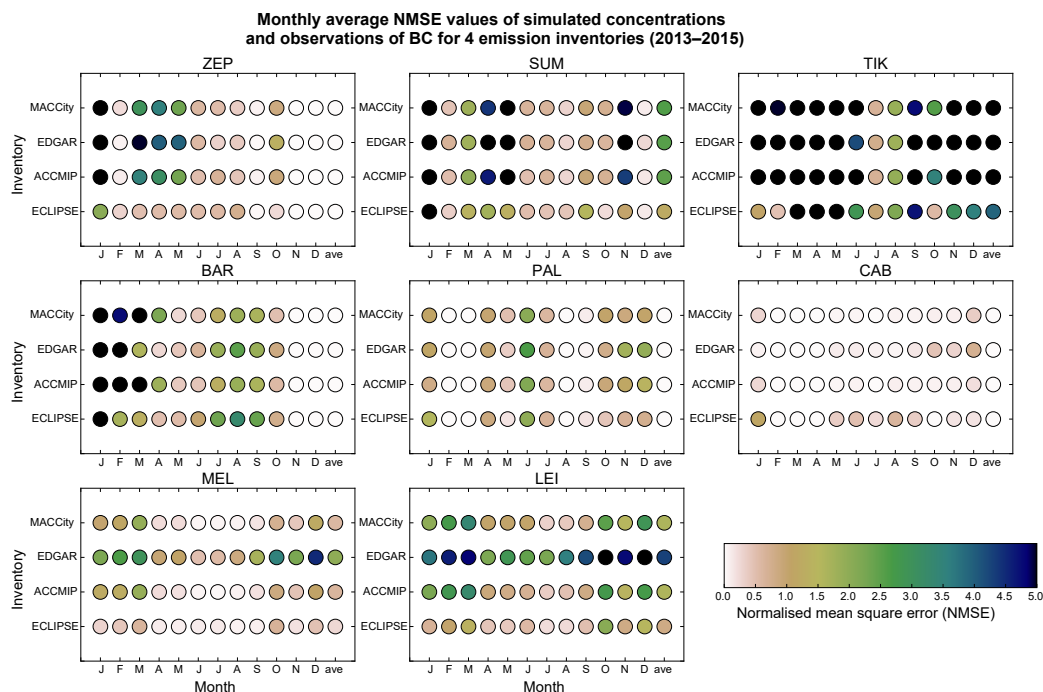 Monthly average NMSE values of simulated concentrations
and observations of BC for 4 emission inventories (2013–2015)
ZEP
SUM
TIK
MACCity
EDGAR
ACCMIP
ECLIPSE
Inventory
J F M A M J J A S O N D ave
MACCity
EDGAR
ACCMIP
ECLIPSE
J F M A M J J A S O N D ave
MACCity
EDGAR
ACCMIP
ECLIPSE
J F M A M J J A S O N D ave
BAR
PAL
CAB
MACCity
EDGAR
ACCMIP
ECLIPSE
Inventory
J F M A M J J A S O N D ave
MACCity
EDGAR
ACCMIP
ECLIPSE
J F M A M J J A S O N D ave
MACCity
EDGAR
ACCMIP
ECLIPSE
J F M A M J J A S O N D ave
MEL
LEI
MACCity
EDGAR
ACCMIP
ECLIPSE
Inventory
J F M A M J J A S O N D ave
Month
MACCity
EDGAR
ACCMIP
ECLIPSE
J F M A M J J A S O N D ave
Month
0.0 0.5 1.0 1.5 2.0 2.5 3.0 3.5 4.0 4.5 5.0
Normalised mean square error (NMSE)